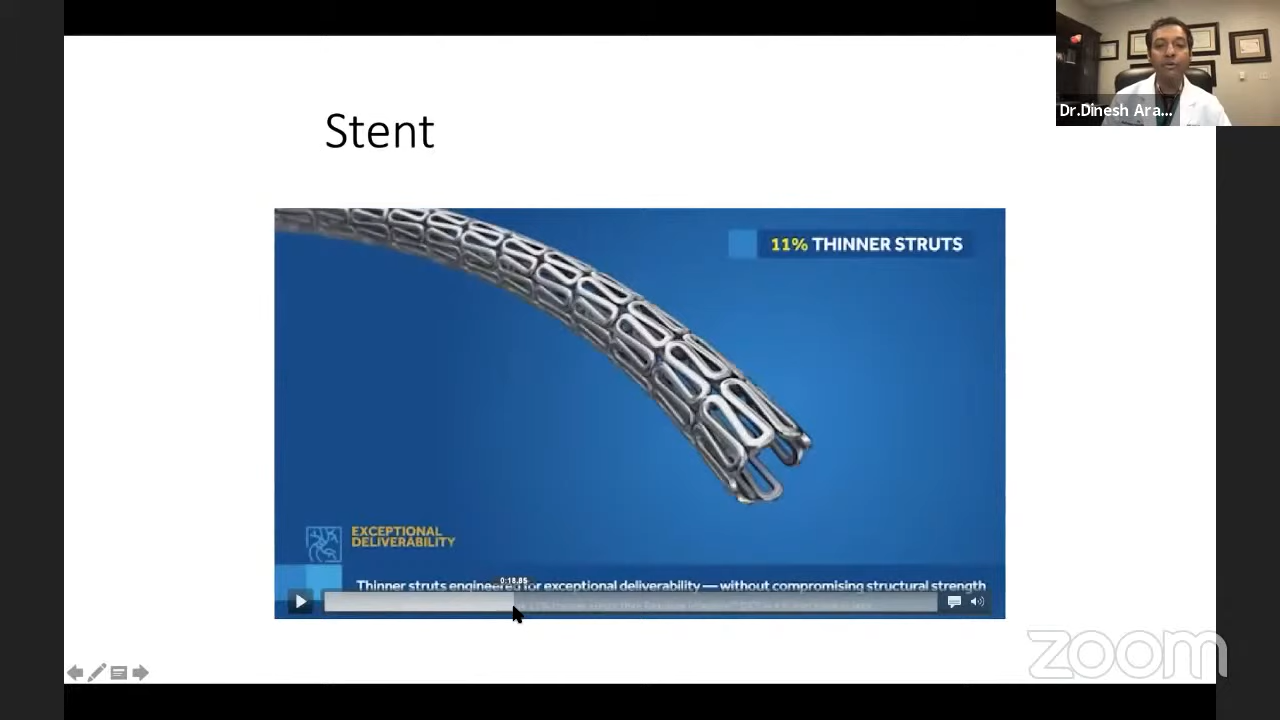 Dr.Dinesh Ara...
Stent
11% THINNER STRUTS
EXCEPTIONAL
DELIVERABILITY
0:18.85
Thinner struts engineered for exceptional deliverability — without compromising structural strength
zoom